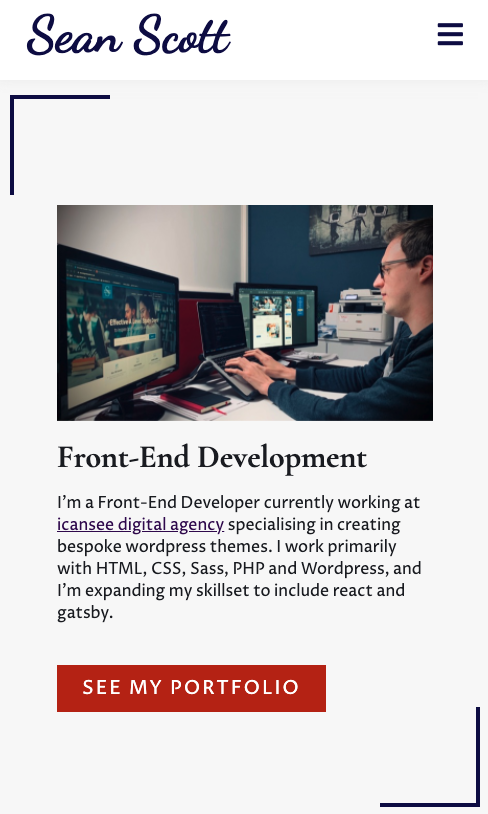 Sean Scott
Front-End Development
I'm a Front-End Developer currently working at
icansee digital agency specialising in creating
bespoke wordpress themes. I work primarily
with HTML, CSS, Sass, PHP and Wordpress, and
I'm expanding my skillset to include react and
gatsby.
SEE MY PORTFOLIO